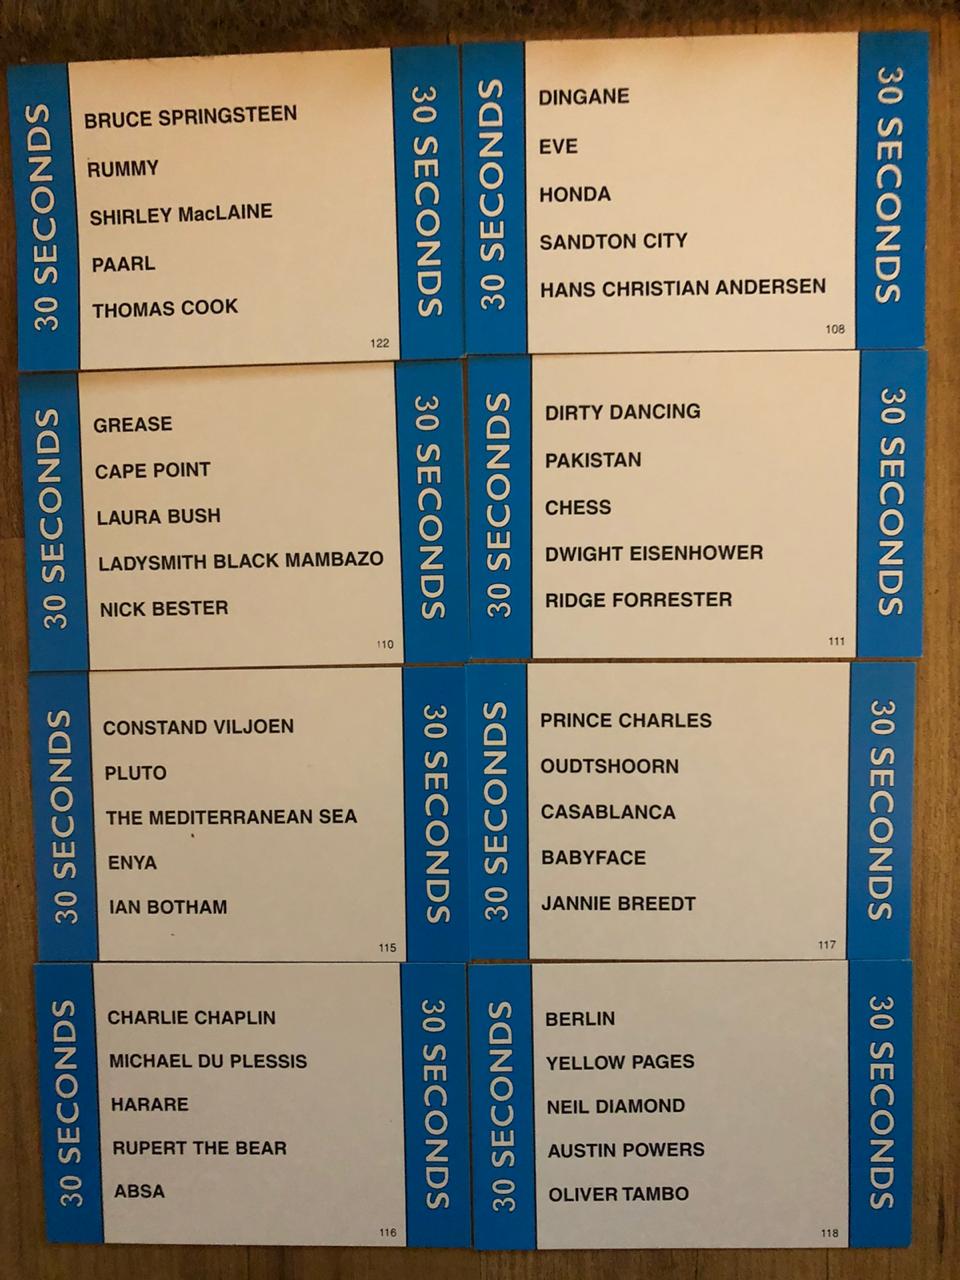 30 SECONDS
BRUCE SPRINGSTEEN
RUMMY
SHIRLEY MacLAINE
PAARL
THOMAS COOK
122
30 SECONDS
30 SECONDS
DINGANE
EVE
HONDA
SANDTON CITY
HANS CHRISTIAN ANDERSEN
108
30 SECONDS
30 SECONDS
GREASE
CAPE POINT
LAURA BUSH
LADYSMITH BLACK MAMBAZO
NICK BESTER
110
30 SECONDS
30 SECONDS
DIRTY DANCING
PAKISTAN
CHESS
DWIGHT EISENHOWER
RIDGE FORRESTER
111
30 SECONDS
30 SECONDS
CONSTAND VILJOEN
PLUTO
THE MEDITERRANEAN SEA
ENYA
IAN BOTHAM
115
30 SECONDS
30 SECONDS
PRINCE CHARLES
OUDTSHOORN
CASABLANCA
BABYFACE
JANNIE BREEDT
117
30 SECONDS
30 SECONDS
CHARLIE CHAPLIN
MICHAEL DU PLESSIS
HARARE
RUPERT THE BEAR
ABSA
116
30 SECONDS
30 SECONDS
BERLIN
YELLOW PAGES
NEIL DIAMOND
AUSTIN POWERS
OLIVER TAMBO
118
30 SECONDS